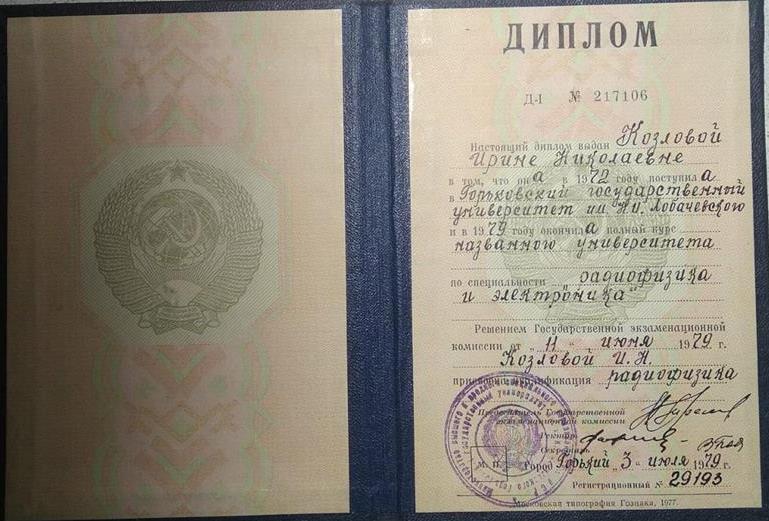 ДИПЛОМ
Д-I № 217106
Настоящий диплом выдан Козловой
Ирине Николаевне
в том, что она в 1972 году поступила
в Горьковский государственный
университет им. Н.И. Лобачевского
и в 1979 году окончила полный курс
названного университета
по специальности „радиофизика
и электроника"
Решением Государственной экзаменационной
комиссии от „11" июня 1979 г.
Козловой И.Н.
присвоена квалификация радиофизика
Председатель Государственной
экзаменационной комиссии
Ректор
Секретарь
М. П. Город Горький 3 июля 1979 г.
Регистрационный № 29193
Московская типография Гознака, 1977.